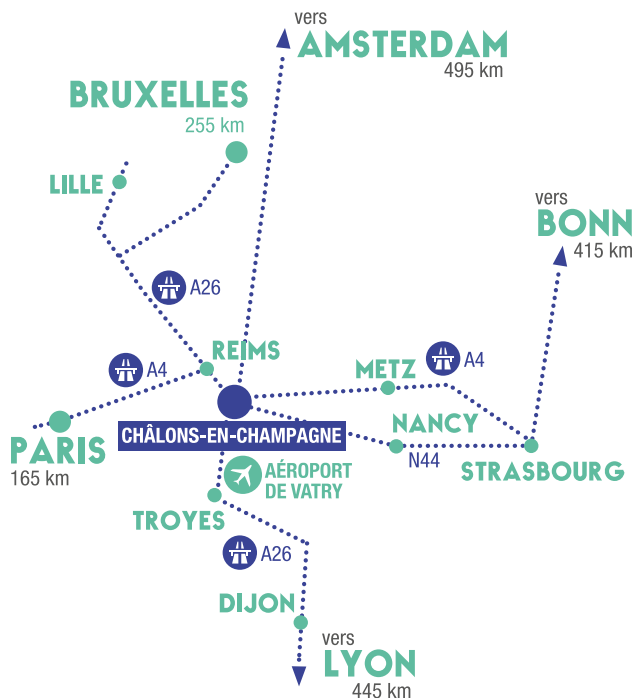 vers
AMSTERDAM
495 km
BRUXELLES
255 km
LILLE
vers
BONN
415 km
A26
REIMS
A4
METZ
A4
CHÂLONS-EN-CHAMPAGNE
NANCY
PARIS
165 km
N44
STRASBOURG
AÉROPORT
DE VATRY
TROYES
A26
DIJON
vers
LYON
445 km